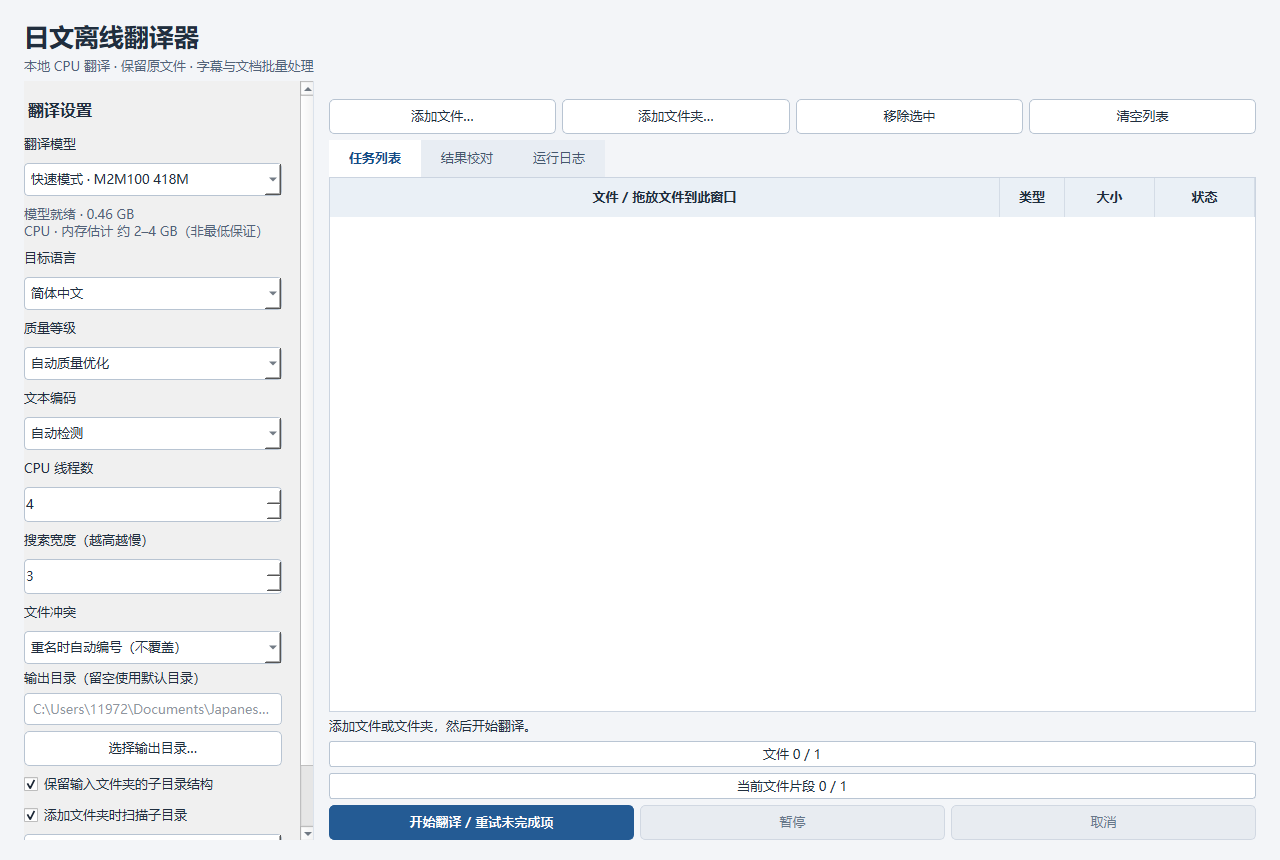 日文离线翻译器
本地 CPU 翻译 · 保留原文件 · 字幕与文档批量处理
翻译设置
翻译模型
快速模式 · M2M100 418M
模型就绪 · 0.46 GB
CPU · 内存估计 约 2–4 GB（非最低保证）
目标语言
简体中文
质量等级
自动质量优化
文本编码
自动检测
CPU 线程数
4
搜索宽度（越高越慢）
3
文件冲突
重名时自动编号（不覆盖）
输出目录（留空使用默认目录）
C:\Users\11972\Documents\Japanes...
选择输出目录...
保留输入文件夹的子目录结构
添加文件夹时扫描子目录
添加文件... 添加文件夹... 移除选中 清空列表
任务列表 结果校对 运行日志
文件 / 拖放文件到此窗口 类型 大小 状态
添加文件或文件夹，然后开始翻译。
文件 0 / 1
当前文件片段 0 / 1
开始翻译 / 重试未完成项 暂停 取消